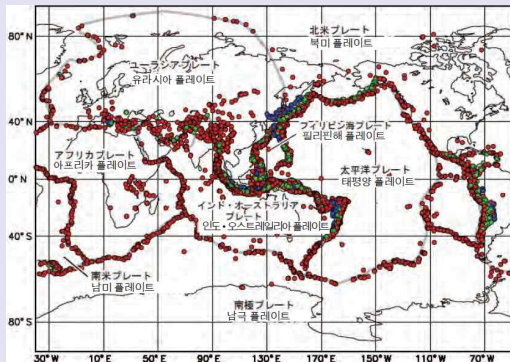 80° N
北米プレート
북미 플레이트
ユーラシアプレート
유라시아 플레이트
40° N
フィリピン海プレート
필리핀해 플레이트
アフリカプレート
아프리카 플레이트
太平洋プレート
태평양 플레이트
0° N
インド・オーストラリア
プレート
인도・오스트레일리아 플레이트
40° S
南米プレート
남미 플레이트
南極プレート
남극 플레이트
80° S
30° W
10° E
50° E
90° E
130° E
170° E
150° W
110° W
70° W